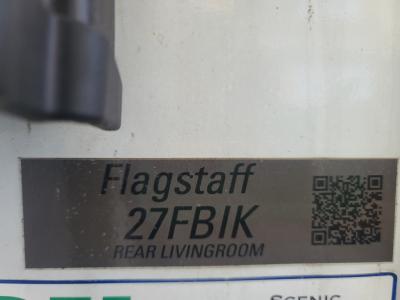 Flagstaff
27FBIK
REAR LIVINGROOM
SCENIC